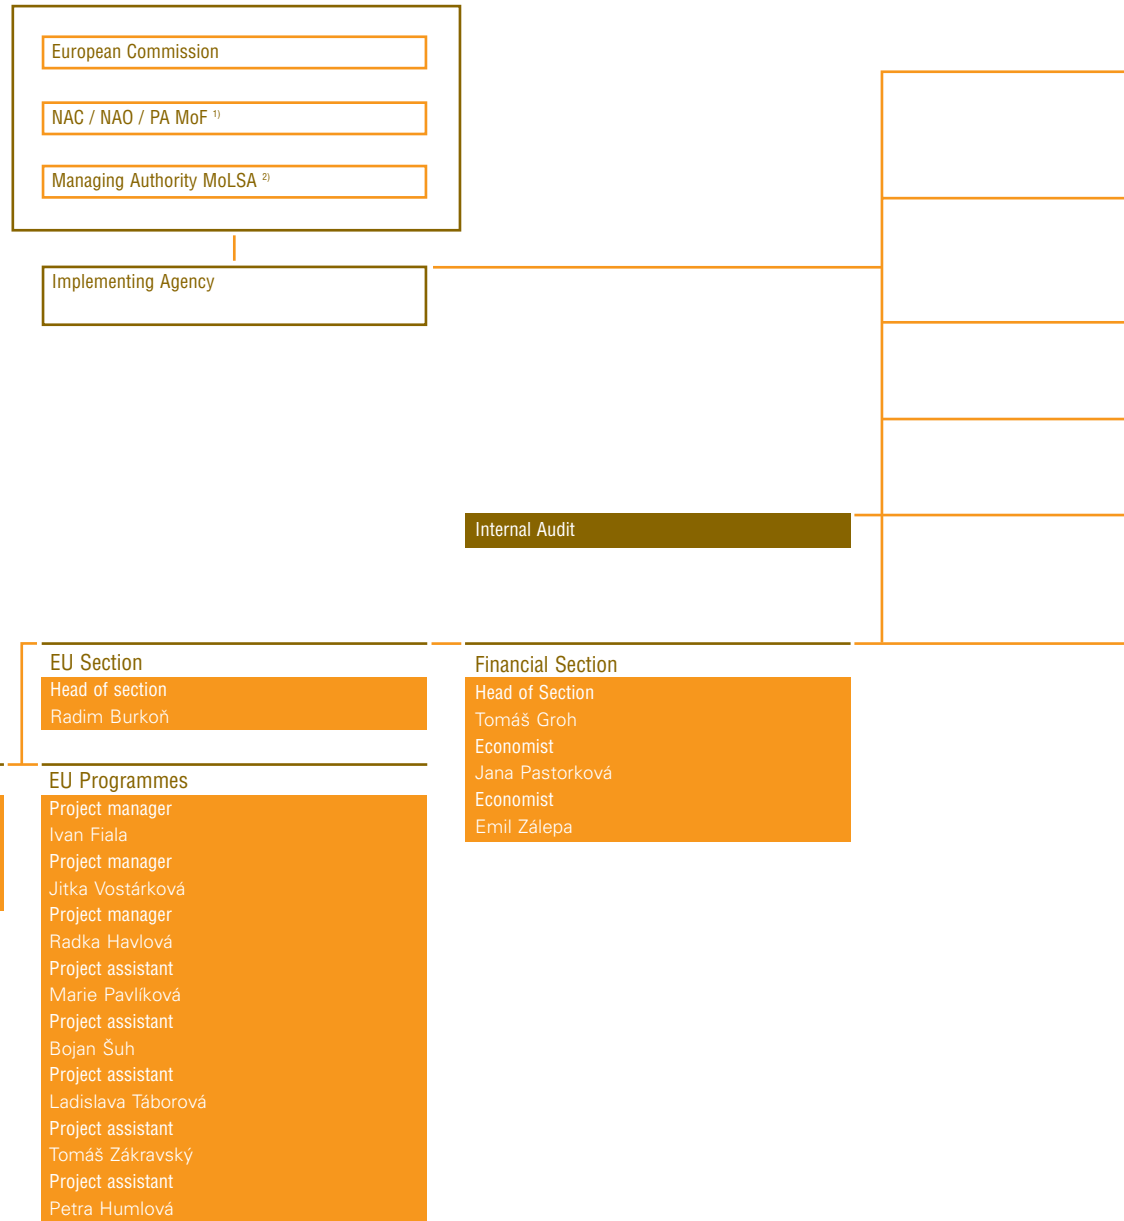 European Commission
NAC / NAO / PA MoF 1)
Managing Authority MoLSA 2)
Implementing Agency
Internal Audit
EU Section
Head of section
Radim Burkoň
EU Programmes
Project manager
Ivan Fiala
Project manager
Jitka Vostárková
Project manager
Radka Havlová
Project assistant
Marie Pavlíková
Project assistant
Bojan Šuh
Project assistant
Ladislava Táborová
Project assistant
Tomáš Zákravský
Project assistant
Petra Humlová
Financial Section
Head of Section
Tomáš Groh
Economist
Jana Pastorková
Economist
Emil Zálepa